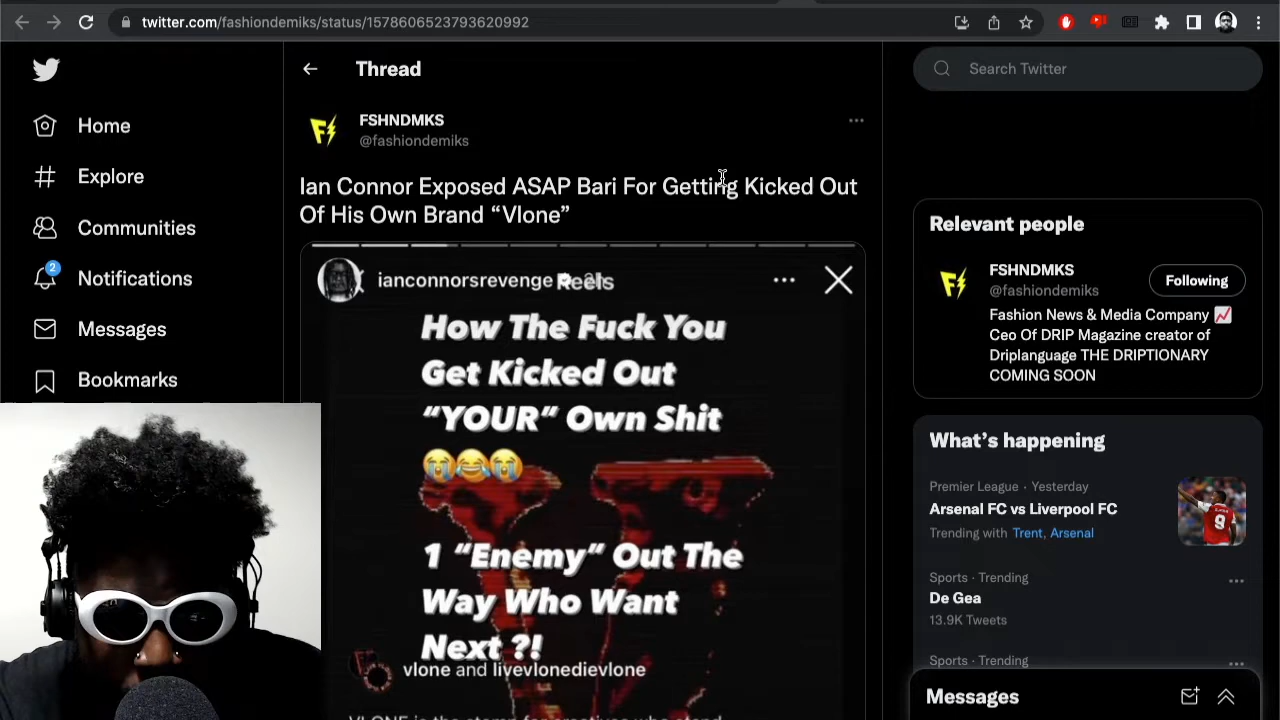 twitter.com/fashiondemiks/status/1578606523793620992
Home
Explore
Communities
2
Notifications
Messages
Bookmarks
Thread
FSHNDMKS
@fashiondemiks
Ian Connor Exposed ASAP Bari For Getting Kicked Out
Of His Own Brand “Vlone”
ianconnorsrevenge
Reels
How The Fuck You
Get Kicked Out
“YOUR” Own Shit
😭😂😭
1 “Enemy” Out The
Way Who Want
Next ?!
vlone and livevlonedievlone
Search Twitter
Relevant people
FSHNDMKS
@fashiondemiks
Following
Fashion News & Media Company 📈
Ceo Of DRIP Magazine creator of
Driplanguage THE DRIPTIONARY
COMING SOON
What’s happening
Premier League · Yesterday
Arsenal FC vs Liverpool FC
Trending with Trent, Arsenal
Sports · Trending
De Gea
13.9K Tweets
Sports · Trending
Messages